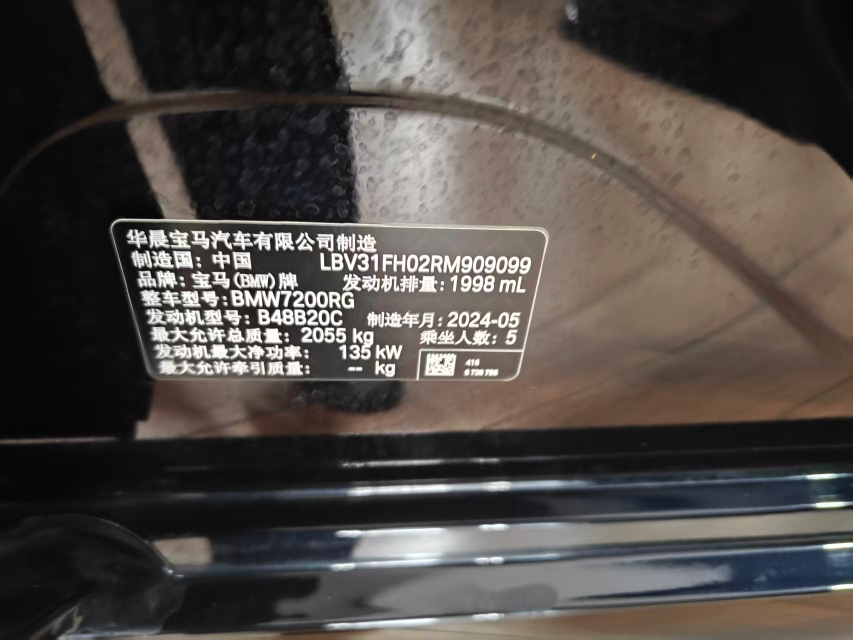 华晨宝马汽车有限公司制造
制造国: 中国 LBV31FH02RM909099
品牌: 宝马(BMW)牌 发动机排量: 1998 mL
整车型号: BMW7200RG
发动机型号: B48B20C 制造年月: 2024-05
最大允许总质量: 2055 kg 乘坐人数: 5
发动机最大净功率: 135 kW
最大允许牵引质量: -- kg
416